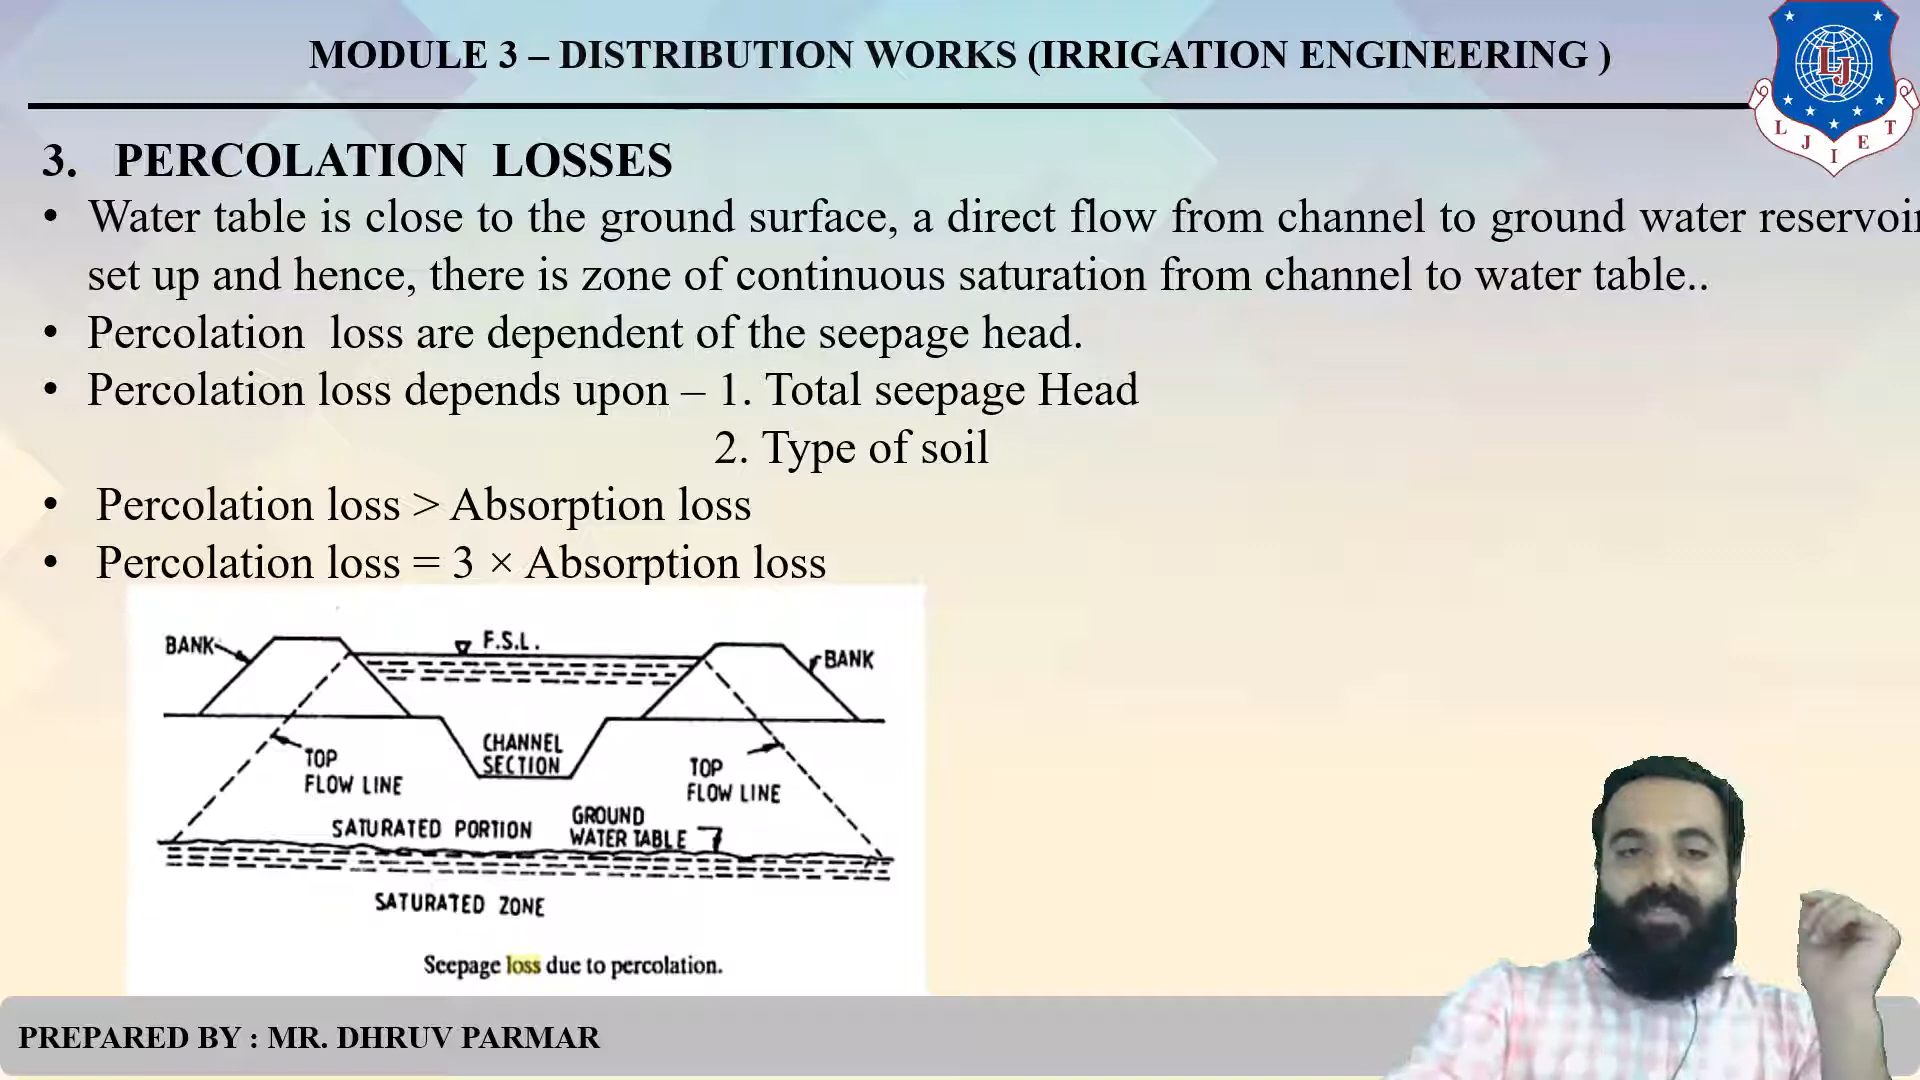 MODULE 3 – DISTRIBUTION WORKS (IRRIGATION ENGINEERING )
LJ
L J I E T
3. PERCOLATION LOSSES
• Water table is close to the ground surface, a direct flow from channel to ground water reservoir
set up and hence, there is zone of continuous saturation from channel to water table..
• Percolation loss are dependent of the seepage head.
• Percolation loss depends upon – 1. Total seepage Head
2. Type of soil
• Percolation loss > Absorption loss
• Percolation loss = 3 × Absorption loss
BANK
F.S.L.
BANK
CHANNEL
SECTION
TOP
FLOW LINE
TOP
FLOW LINE
SATURATED PORTION
GROUND
WATER TABLE
SATURATED ZONE
Seepage loss due to percolation.
PREPARED BY : MR. DHRUV PARMAR